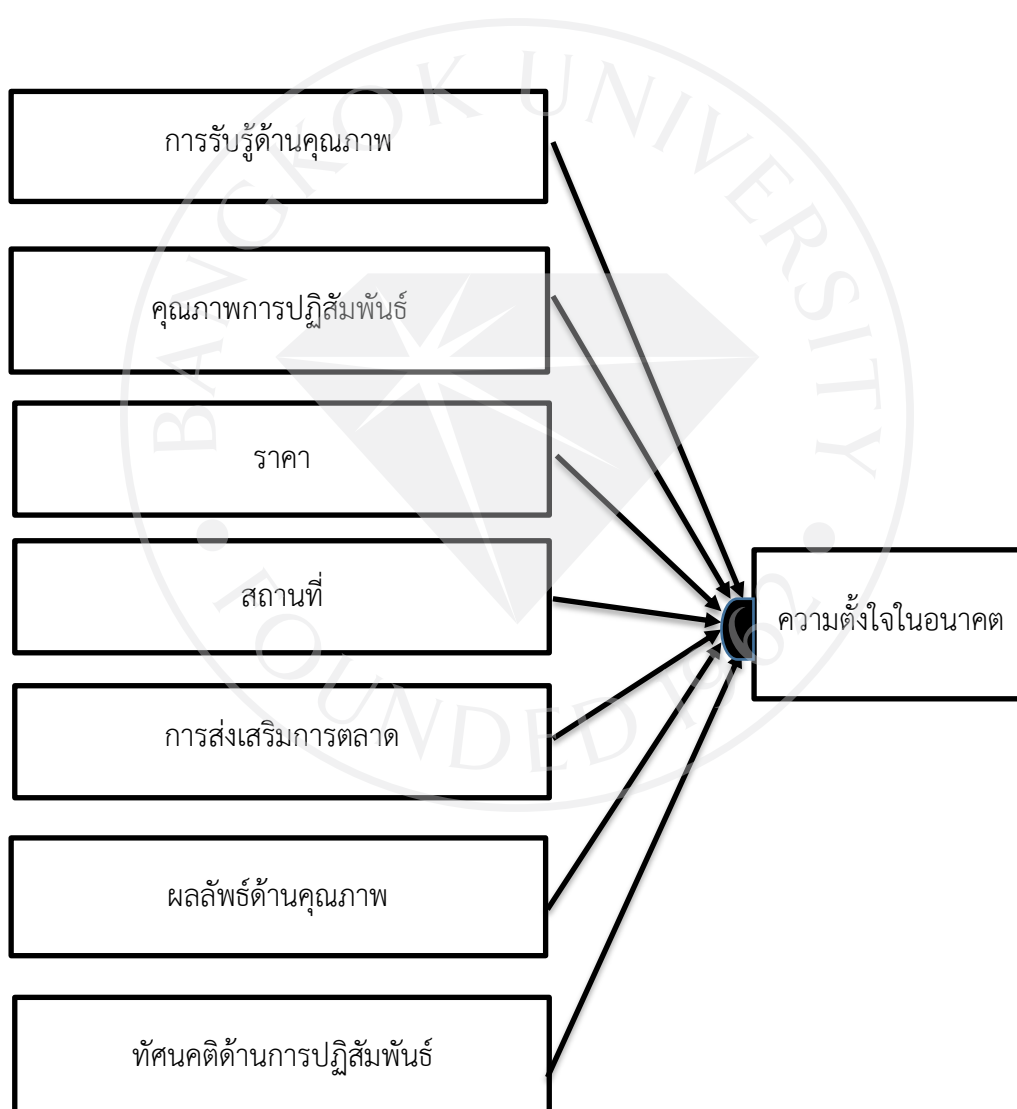 BANGKOK UNIVERSITY
การรับรู้ด้านคุณภาพ
คุณภาพการปฏิสัมพันธ์
ราคา
สถานที่
การส่งเสริมการตลาด
ผลลัพธ์ด้านคุณภาพ
ทัศนคติด้านการปฏิสัมพันธ์
ความตั้งใจในอนาคต
FOUNDED